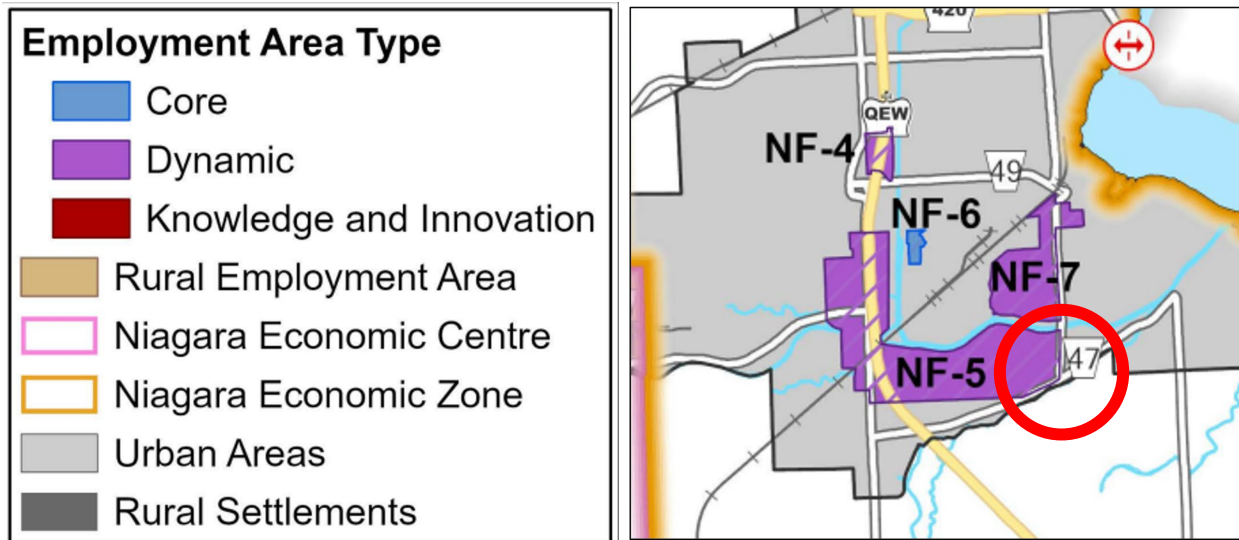 Employment Area Type
Core
Dynamic
Knowledge and Innovation
Rural Employment Area
Niagara Economic Centre
Niagara Economic Zone
Urban Areas
Rural Settlements
420
QEW
NF-4
49
NF-6
NF-7
NF-5
47